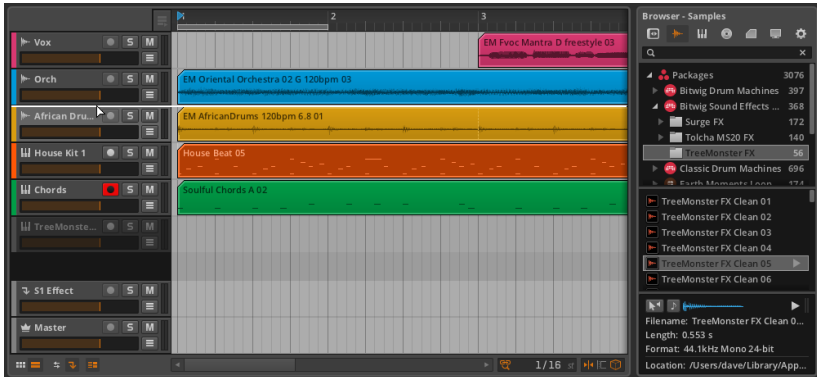 Browser - Samples
2 3
Vox S M
EM Fvoc Mantra D freestyle 03
Orch S M
EM Oriental Orchestra 02 G 120bpm 03
African Dru... S M
EM AfricanDrums 120bpm 6.8 01
House Kit 1 S M
House Beat 05
Chords S M
Soulful Chords A 02
TreeMonste... S M
S1 Effect S M
Master S M
1/16 st
Packages 3076
Bitwig Drum Machines 397
Bitwig Sound Effects ... 368
Surge FX 172
Tolcha MS20 FX 140
TreeMonster FX 56
Classic Drum Machines 696
Earth Moments Loop 174
TreeMonster FX Clean 01
TreeMonster FX Clean 02
TreeMonster FX Clean 03
TreeMonster FX Clean 04
TreeMonster FX Clean 05
TreeMonster FX Clean 06
Filename: TreeMonster FX Clean 0...
Length: 0.553 s
Format: 44.1kHz Mono 24-bit
Location: /Users/dave/Library/App...